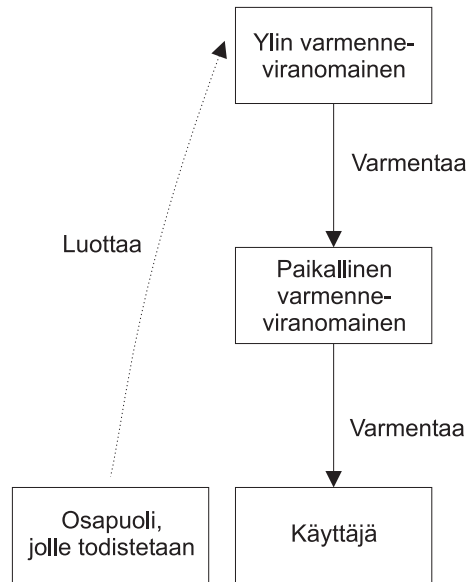 Ylin varmenne-
viranomainen
Varmentaa
Luottaa
Paikallinen
varmenne-
viranomainen
Varmentaa
Osapuoli,
jolle todistetaan
Käyttäjä